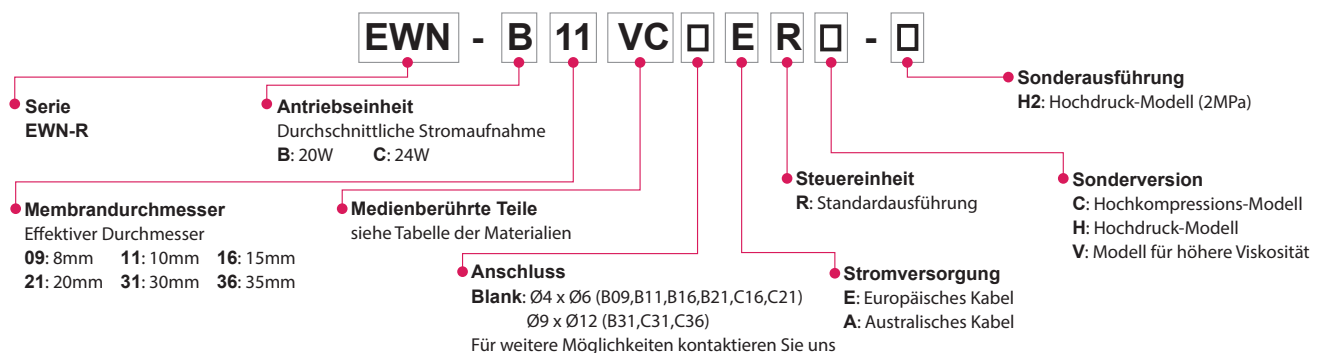 EWN - B 11 VC □ E R □ - □
Serie
EWN-R
Antriebseinheit
Durchschnittliche Stromaufnahme
B: 20W C: 24W
Sonderausführung
H2: Hochdruck-Modell (2MPa)
Membrandurchmesser
Effektiver Durchmesser
09: 8mm 11: 10mm 16: 15mm
21: 20mm 31: 30mm 36: 35mm
Medienberührte Teile
siehe Tabelle der Materialien
Steuereinheit
R: Standardausführung
Sonderversion
C: Hochkompressions-Modell
H: Hochdruck-Modell
V: Modell für höhere Viskosität
Anschluss
Blank: Ø4 x Ø6 (B09,B11,B16,B21,C16,C21)
Ø9 x Ø12 (B31,C31,C36)
Für weitere Möglichkeiten kontaktieren Sie uns
Stromversorgung
E: Europäisches Kabel
A: Australisches Kabel